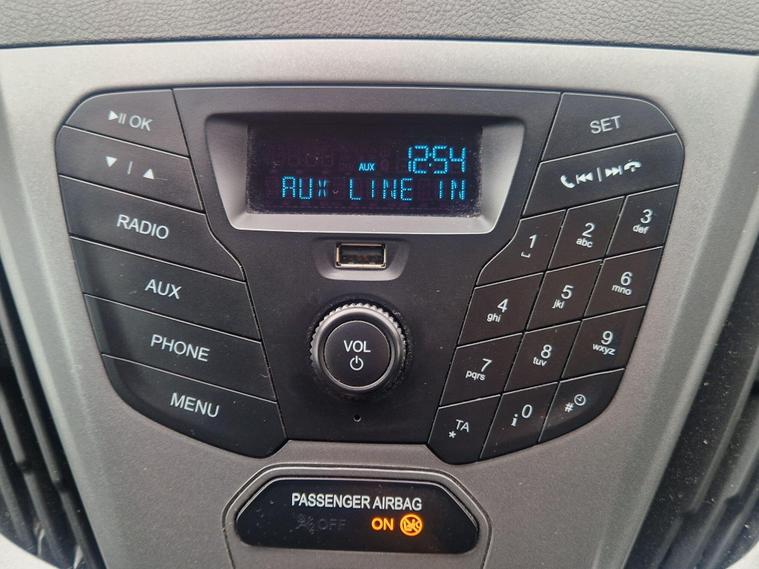 OK
SET
AUX 12:54
AUX LINE IN
RADIO
AUX
PHONE
MENU
VOL
1
2 abc
3 def
4 ghi
5 jkl
6 mno
7 pqrs
8 tuv
9 wxyz
* TA
i 0
#
PASSENGER AIRBAG
OFF ON